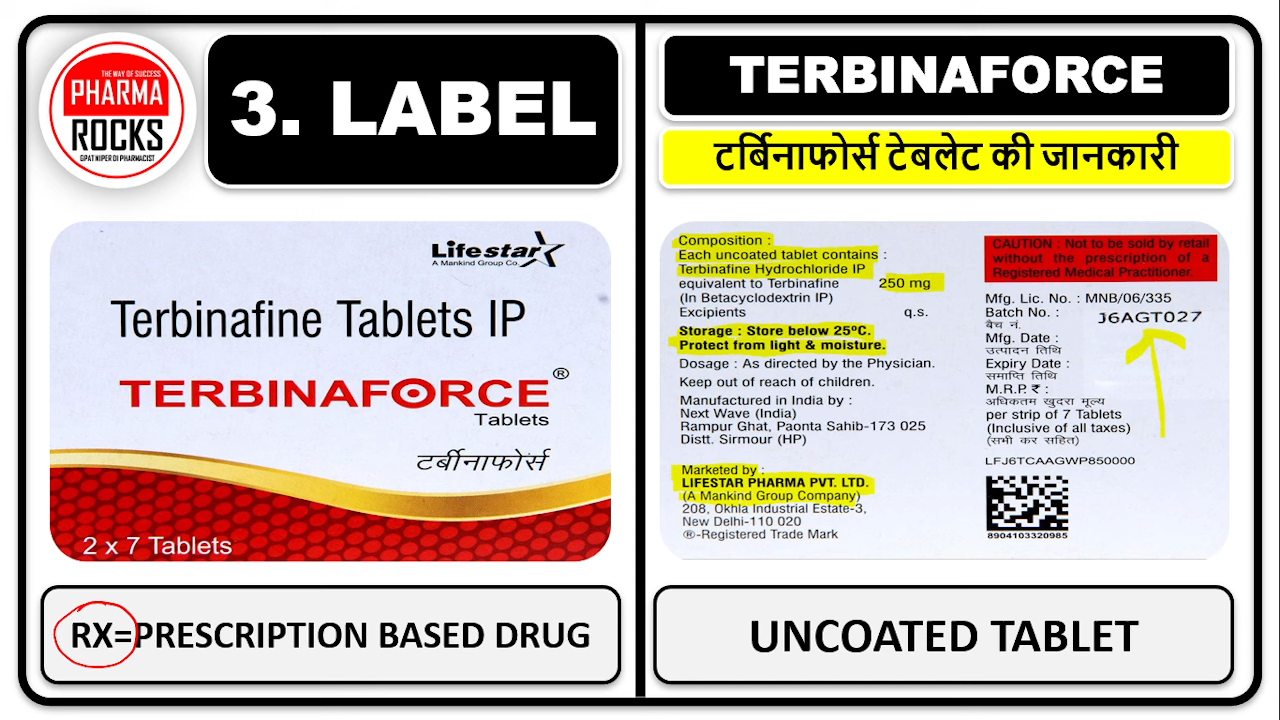 THE WAY OF SUCCESS
PHARMA
ROCKS
GPAT NIPER DI PHARMACIST
3. LABEL
Lifestar
A Mankind Group Co.
Terbinafine Tablets IP
TERBINAFORCE®
Tablets
टर्बीनाफोर्स
2 x 7 Tablets
RX=PRESCRIPTION BASED DRUG
TERBINAFORCE
टर्बिनाफोर्स टेबलेट की जानकारी
Composition :
Each uncoated tablet contains :
Terbinafine Hydrochloride IP
equivalent to Terbinafine 250 mg
(In Betacyclodextrin IP)
Excipients q.s.
Storage : Store below 25ºC.
Protect from light & moisture.
Dosage : As directed by the Physician.
Keep out of reach of children.
Manufactured in India by :
Next Wave (India)
Rampur Ghat, Paonta Sahib-173 025
Distt. Sirmour (HP)
Marketed by :
LIFESTAR PHARMA PVT. LTD.
(A Mankind Group Company)
208, Okhla Industrial Estate-3,
New Delhi-110 020
®-Registered Trade Mark
CAUTION : Not to be sold by retail
without the prescription of a
Registered Medical Practitioner.
Mfg. Lic. No. : MNB/06/335
Batch No. : J6AGT027
बैच नं.
Mfg. Date :
उत्पादन तिथि
Expiry Date :
समाप्ति तिथि
M.R.P. ₹ :
अधिकतम खुदरा मूल्य
per strip of 7 Tablets
(Inclusive of all taxes)
(सभी कर सहित)
LFJ6TCAAGWP850000
8904103320985
UNCOATED TABLET